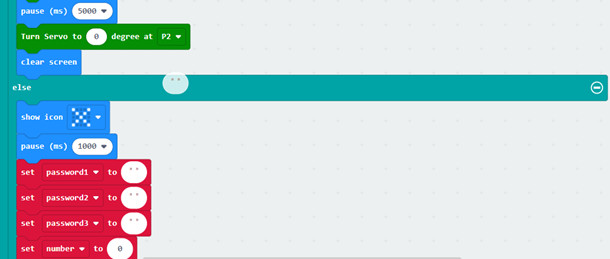 pause (ms) 5000
Turn Servo to 0 degree at P2
clear screen
" "
else
show icon
pause (ms) 1000
set password1 to " "
set password2 to " "
set password3 to " "
set number to 0